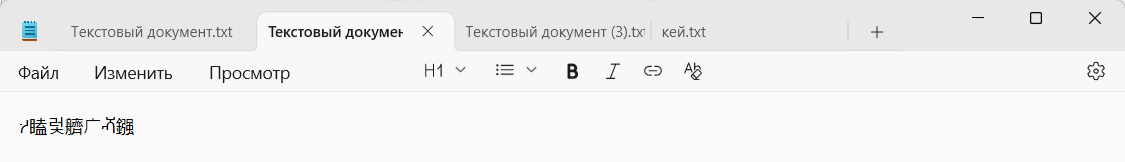 Текстовый документ.txt
Текстовый докумен
Текстовый документ (3).txt
кей.txt
Файл
Изменить
Просмотр
H1
B
I